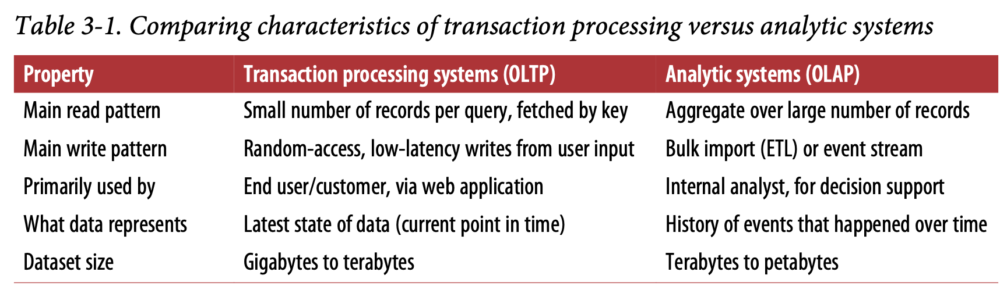 Table 3-1. Comparing characteristics of transaction processing versus analytic systems
Property Transaction processing systems (OLTP) Analytic systems (OLAP)
Main read pattern Small number of records per query, fetched by key Aggregate over large number of records
Main write pattern Random-access, low-latency writes from user input Bulk import (ETL) or event stream
Primarily used by End user/customer, via web application Internal analyst, for decision support
What data represents Latest state of data (current point in time) History of events that happened over time
Dataset size Gigabytes to terabytes Terabytes to petabytes